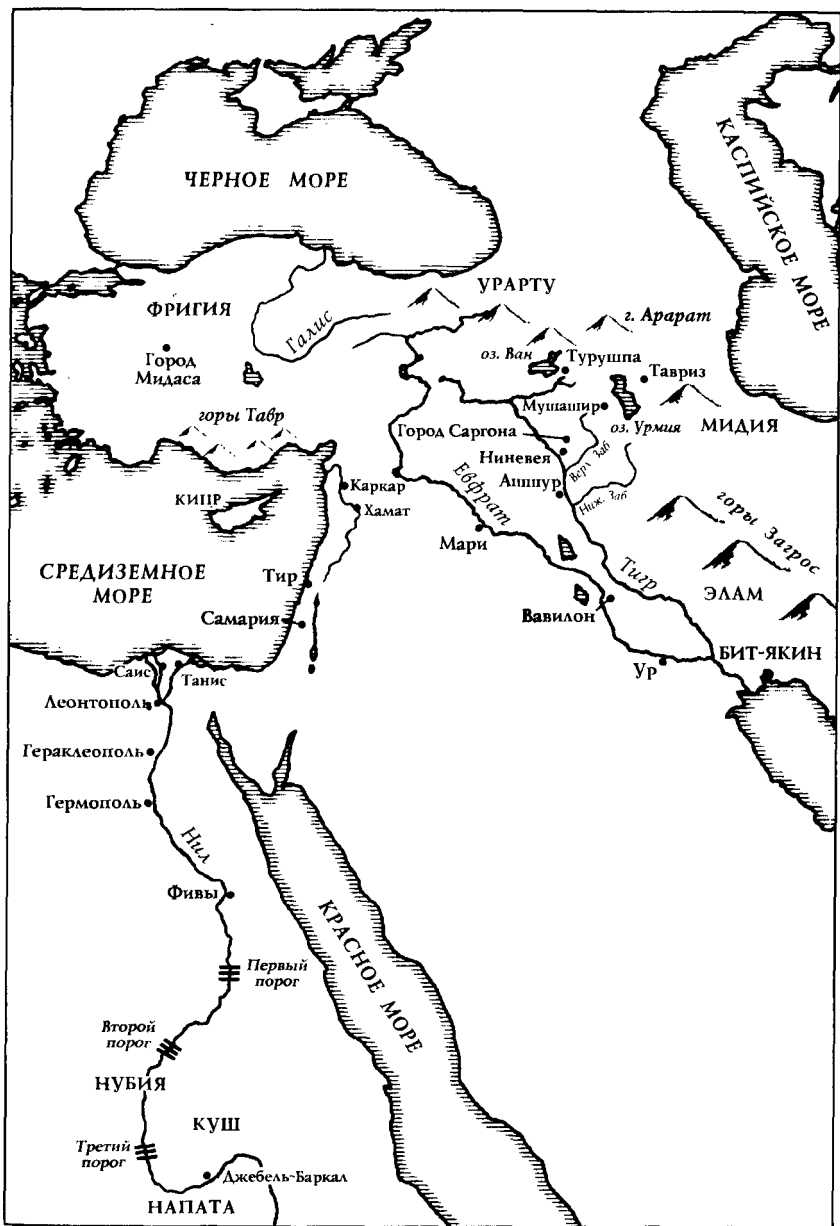 ЧЕРНОЕ МОРЕ
КАСПИЙСКОЕ МОРЕ
УРАРТУ
ФРИГИЯ
Галис
г. Арарат
оз. Ван
Турушпа
Тавриз
Город
Мидаса
Мушашир
оз. Урмия
МИДИЯ
горы Тавр
Город Саргона
Ниневея
Верх. Заб
Ашшур
Ниж. Заб
Каркар
Хамат
КИПР
Евфрат
Мари
горы Загрос
СРЕДИЗЕМНОЕ
МОРЕ
Тир
Тигр
ЭЛАМ
Самария
Вавилон
БИТ-ЯКИН
Ур
Саис
Танис
Леонтополь
Гераклеополь
Гермополь
Нил
Фивы
КРАСНОЕ МОРЕ
Первый
порог
Второй
порог
НУБИЯ
КУШ
Третий
порог
Джебель-Баркал
НАПАТА